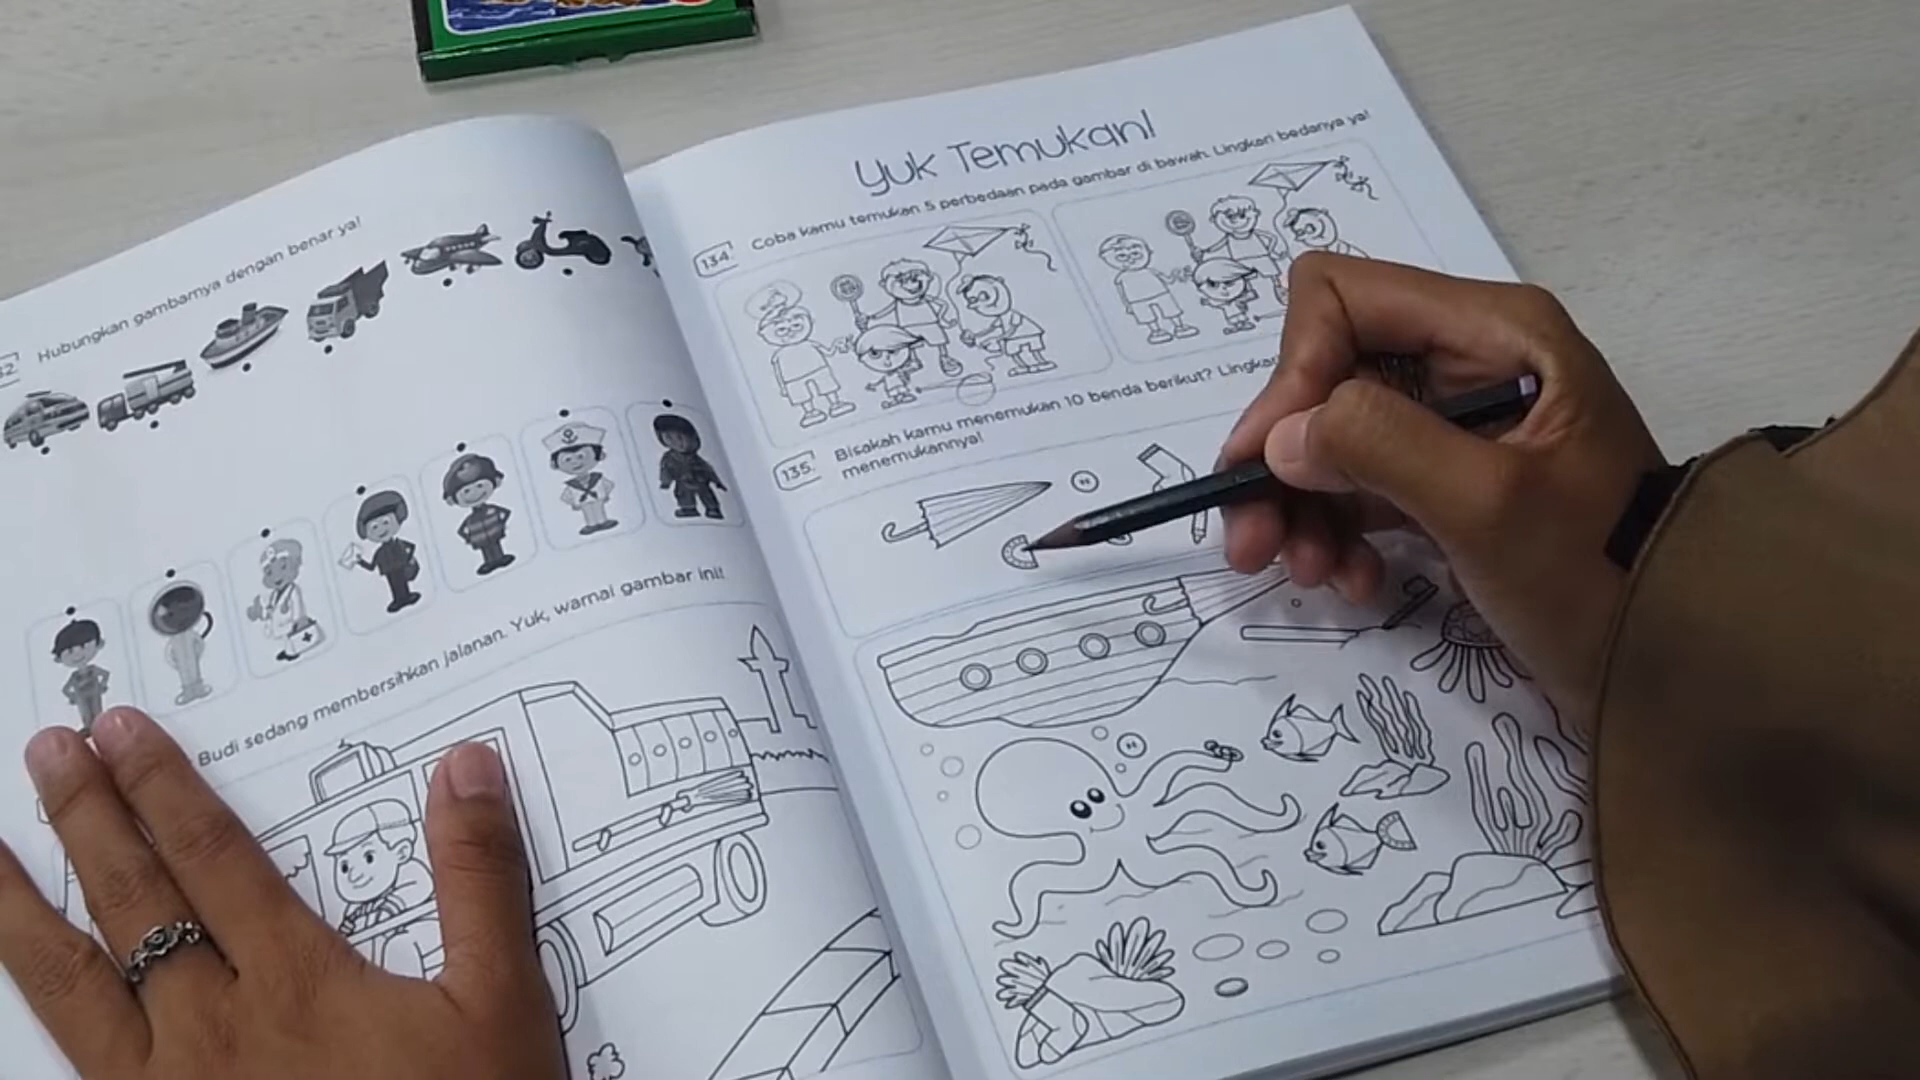 Hubungkan gambarnya dengan benar ya!
Budi sedang membersihkan jalanan. Yuk, warnai gambar ini!
Yuk Temukan!
134. Coba kamu temukan 5 perbedaan pada gambar di bawah. Lingkari bedanya ya!
135. Bisakah kamu menemukan 10 benda berikut?
menemukannya!